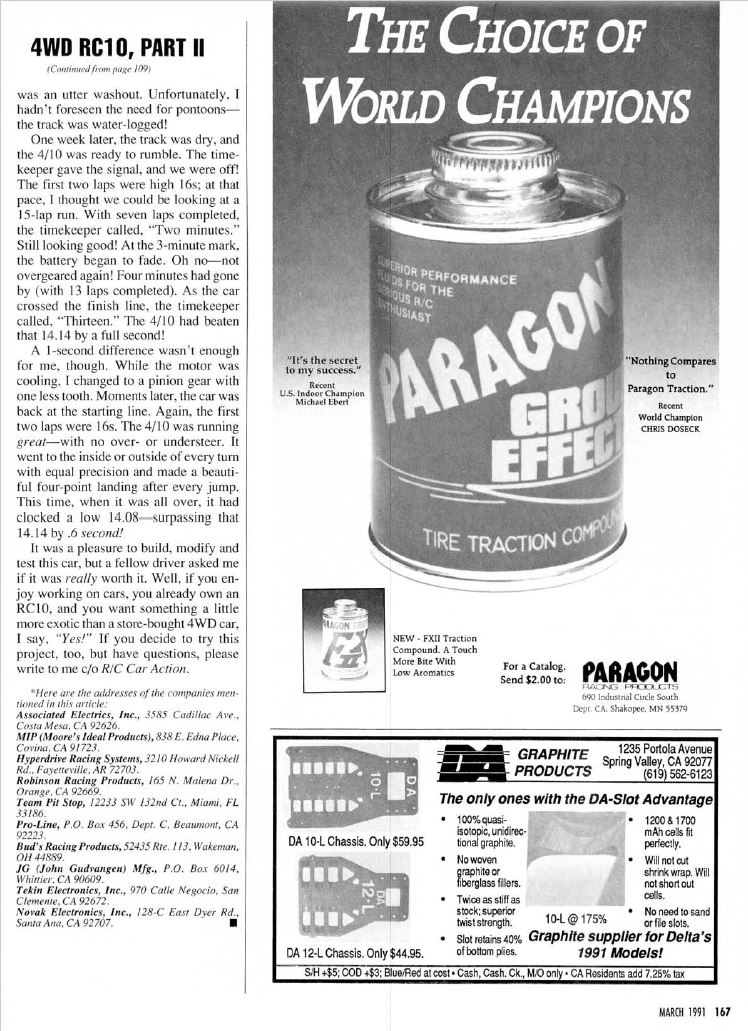 4WD RC10, PART II
(Continued from page 109)
was an utter washout. Unfortunately, I
hadn't foreseen the need for pontoons—
the track was water-logged!
One week later, the track was dry, and
the 4/10 was ready to rumble. The time-
keeper gave the signal, and we were off!
The first two laps were high 16s; at that
pace, I thought we could be looking at a
15-lap run. With seven laps completed,
the timekeeper called, "Two minutes."
Still looking good! At the 3-minute mark,
the battery began to fade. Oh no—not
overgeared again! Four minutes had gone
by (with 13 laps completed). As the car
crossed the finish line, the timekeeper
called, "Thirteen." The 4/10 had beaten
that 14.14 by a full second!
A 1-second difference wasn't enough
for me, though. While the motor was
cooling, I changed to a pinion gear with
one less tooth. Moments later, the car was
back at the starting line. Again, the first
two laps were 16s. The 4/10 was running
great—with no over- or understeer. It
went to the inside or outside of every turn
with equal precision and made a beauti-
ful four-point landing after every jump.
This time, when it was all over, it had
clocked a low 14.08—surpassing that
14.14 by .6 second!
It was a pleasure to build, modify and
test this car, but a fellow driver asked me
if it was really worth it. Well, if you en-
joy working on cars, you already own an
RC10, and you want something a little
more exotic than a store-bought 4WD car,
I say, "Yes!" If you decide to try this
project, too, but have questions, please
write to me c/o R/C Car Action.
*Here are the addresses of the companies men-
tioned in this article:
Associated Electrics, Inc., 3585 Cadillac Ave.,
Costa Mesa, CA 92626.
MIP (Moore's Ideal Products), 838 E. Edna Place,
Covina, CA 91723.
Hyperdrive Racing Systems, 3210 Howard Nickell
Rd., Fayetteville, AR 72703.
Robinson Racing Products, 165 N. Malena Dr.,
Orange, CA 92669.
Team Pit Stop, 12233 SW 132nd Ct., Miami, FL
33186.
Pro-Line, P.O. Box 456, Dept. C, Beaumont, CA
92223.
Bud's Racing Products, 52435 Rte. 113, Wakeman,
OH 44889.
JG (John Gudvangen) Mfg., P.O. Box 6014,
Whittier, CA 90609.
Tekin Electronics, Inc., 970 Calle Negocio, San
Clemente, CA 92672.
Novak Electronics, Inc., 128-C East Dyer Rd.,
Santa Ana, CA 92707. ■
THE CHOICE OF
WORLD CHAMPIONS
SUPERIOR PERFORMANCE
FLUIDS FOR THE
SERIOUS R/C
ENTHUSIAST
PARAGON
GROU
EFFEC
TIRE TRACTION COMPOUN
"It's the secret
to my success."
Recent
U.S. Indoor Champion
Michael Ebert
"Nothing Compares
to
Paragon Traction."
Recent
World Champion
CHRIS DOSECK
PARAGON
FX
II
NEW - FXII Traction
Compound. A Touch
More Bite With
Low Aromatics
For a Catalog.
Send $2.00 to:
PARAGON
RACING PRODUCTS
690 Industrial Circle South
Dept. CA, Shakopee, MN 55379
10-L
DA
DA 10-L Chassis. Only $59.95
12-L
DA
DA 12-L Chassis. Only $44.95.
DA
GRAPHITE
PRODUCTS
1235 Portola Avenue
Spring Valley, CA 92077
(619) 562-6123
The only ones with the DA-Slot Advantage
• 100% quasi-
isotopic, unidirec-
tional graphite.
• No woven
graphite or
fiberglass fillers.
• Twice as stiff as
stock; superior
twist strength.
• Slot retains 40%
of bottom plies.
10-L @ 175%
• 1200 & 1700
mAh cells fit
perfectly.
• Will not cut
shrink wrap. Will
not short out
cells.
• No need to sand
or file slots.
Graphite supplier for Delta's
1991 Models!
S/H +$5; COD +$3; Blue/Red at cost • Cash, Cash. Ck., M/O only • CA Residents add 7.25% tax
MARCH 1991 167